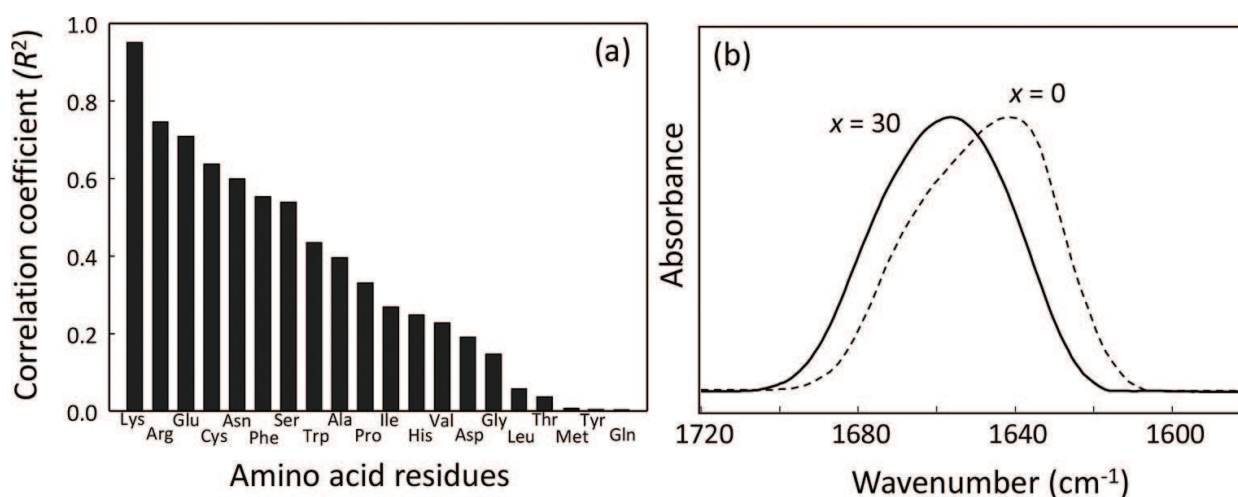 (a)
Correlation coefficient (R²)
1.0
0.8
0.6
0.4
0.2
0.0
Lys Arg Glu Cys Asn Phe Ser Trp Ala Pro Ile His Val Asp Gly Leu Thr Met Tyr Gln
Amino acid residues
(b)
x = 30
x = 0
Absorbance
1720 1680 1640 1600
Wavenumber (cm⁻¹)